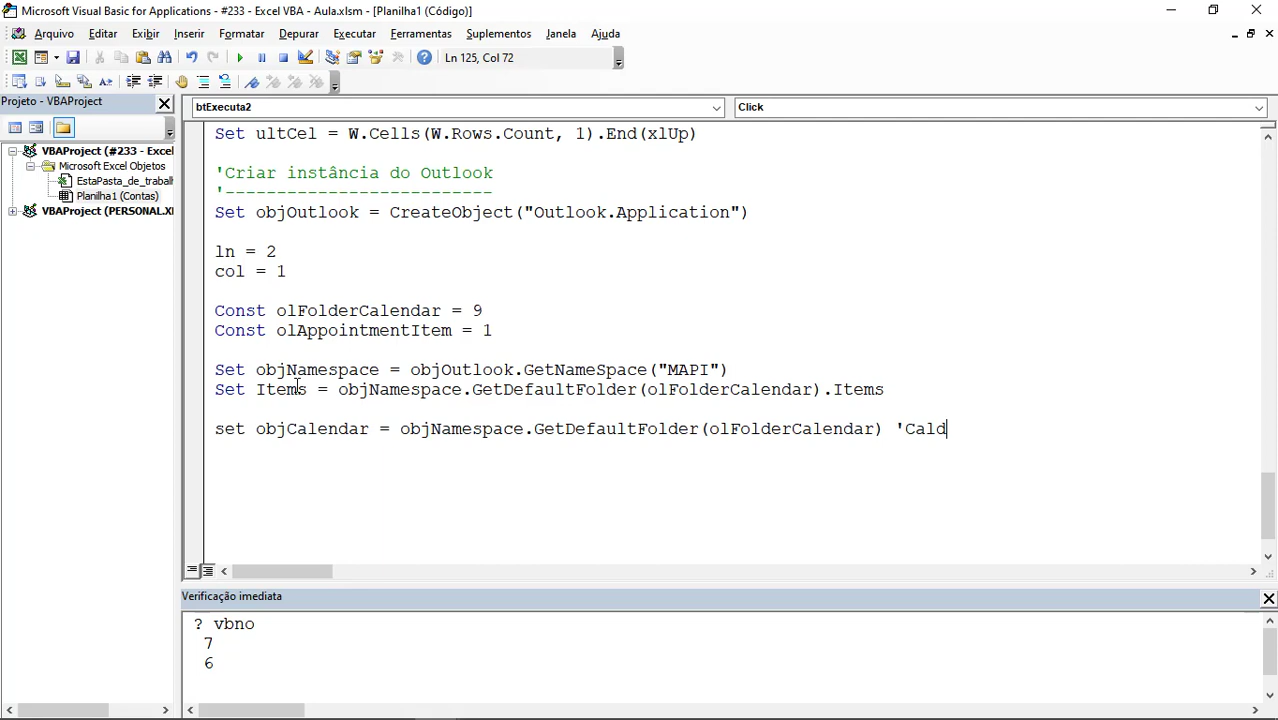 Microsoft Visual Basic for Applications - #233 - Excel VBA - Aula.xlsm - [Planilha1 (Código)]
Arquivo Editar Exibir Inserir Formatar Depurar Executar Ferramentas Suplementos Janela Ajuda
Ln 125, Col 72
Projeto - VBAProject
btExecuta2
Click
VBAProject (#233 - Excel
Microsoft Excel Objetos
EstaPasta_de_trabalh
Planilha1 (Contas)
VBAProject (PERSONAL.X
Set ultCel = W.Cells(W.Rows.Count, 1).End(xlUp)
'Criar instância do Outlook
'--------------------------
Set objOutlook = CreateObject("Outlook.Application")
ln = 2
col = 1
Const olFolderCalendar = 9
Const olAppointmentItem = 1
Set objNamespace = objOutlook.GetNameSpace("MAPI")
Set Items = objNamespace.GetDefaultFolder(olFolderCalendar).Items
set objCalendar = objNamespace.GetDefaultFolder(olFolderCalendar) 'Cald
Verificação imediata
? vbno
7
6